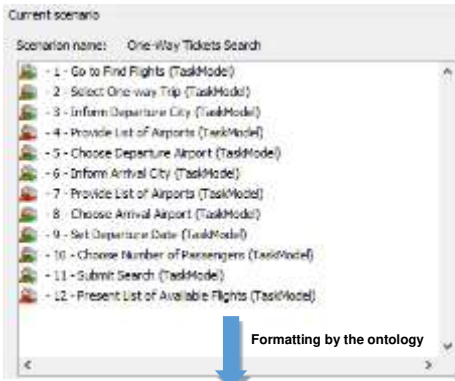 Current scenario
Scenarion name: One-Way Tickets Search
- 1 - Go to Find Flights (TaskModel)
- 2 - Select One-way Trip (TaskModel)
- 3 - Inform Departure City (TaskModel)
- 4 - Provide List of Airports (TaskModel)
- 5 - Choose Departure Airport (TaskModel)
- 6 - Inform Arrival City (TaskModel)
- 7 - Provide List of Airports (TaskModel)
- 8 - Choose Arrival Airport (TaskModel)
- 9 - Set Departure Date (TaskModel)
- 10 - Choose Number of Passengers (TaskModel)
- 11 - Submit Search (TaskModel)
- 12 - Present List of Available Flights (TaskModel)
Formatting by the ontology